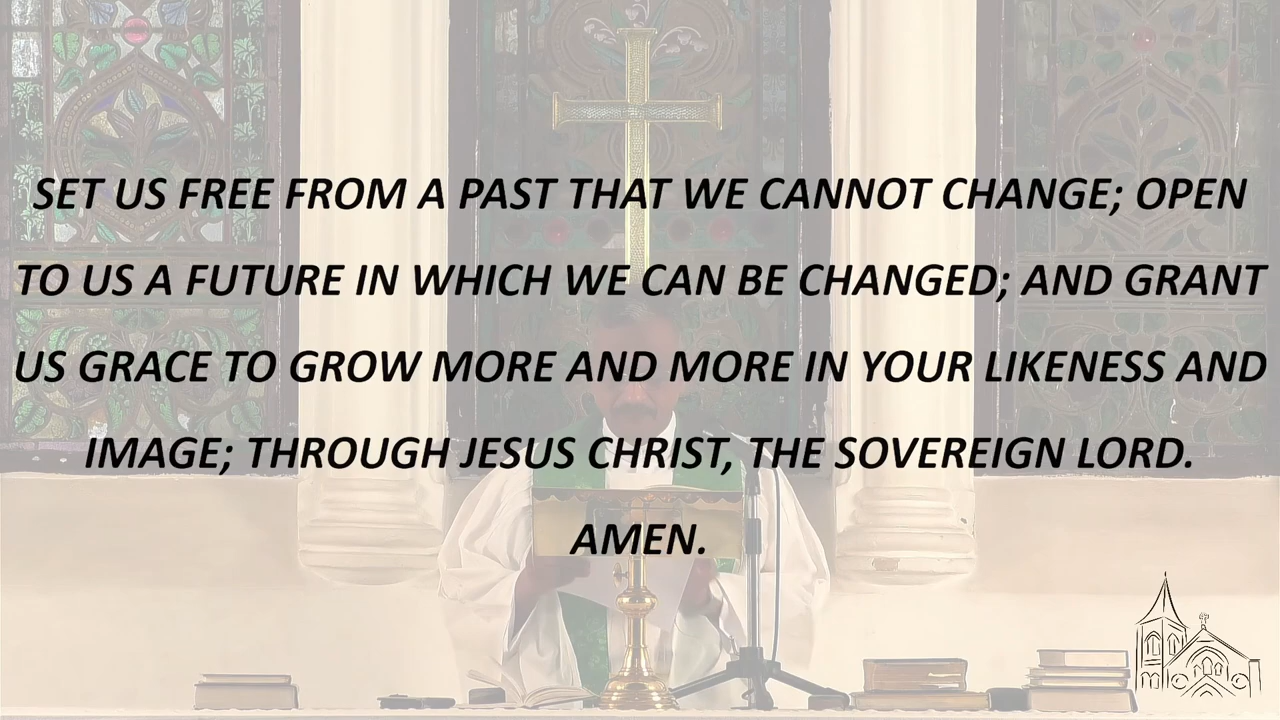 SET US FREE FROM A PAST THAT WE CANNOT CHANGE; OPEN
TO US A FUTURE IN WHICH WE CAN BE CHANGED; AND GRANT
US GRACE TO GROW MORE AND MORE IN YOUR LIKENESS AND
IMAGE; THROUGH JESUS CHRIST, THE SOVEREIGN LORD.
AMEN.